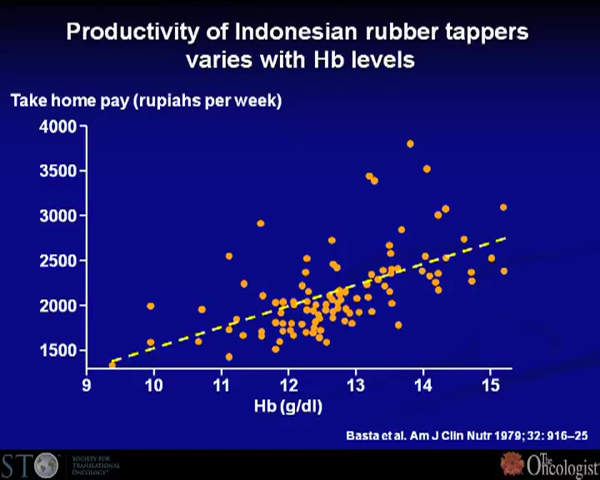 Productivity of Indonesian rubber tappers
varies with Hb levels
Take home pay (rupiahs per week)
4000
3500
3000
2500
2000
1500
9 10 11 12 13 14 15
Hb (g/dl)
Basta et al. Am J Clin Nutr 1979; 32: 916–25
STO
SOCIETY FOR
TRANSLATIONAL
ONCOLOGY
The
Oncologist